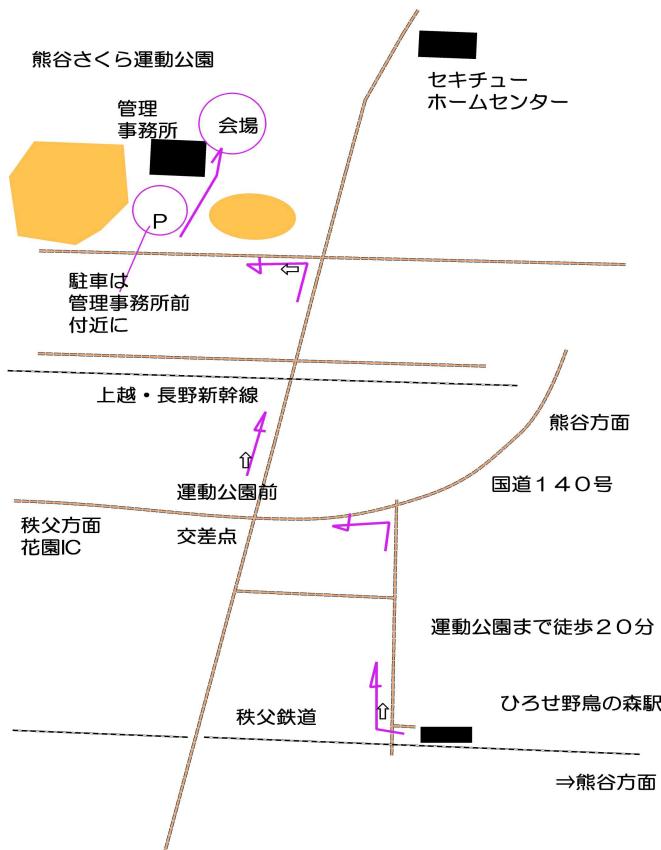 熊谷さくら運動公園
セキチュー
ホームセンター
管理
事務所
会場
P
駐車は
管理事務所前
付近に
⇦
上越・長野新幹線
熊谷方面
⇧
運動公園前
国道140号
秩父方面
花園IC
交差点
運動公園まで徒歩20分
ひろせ野鳥の森駅
秩父鉄道
⇧
⇒熊谷方面